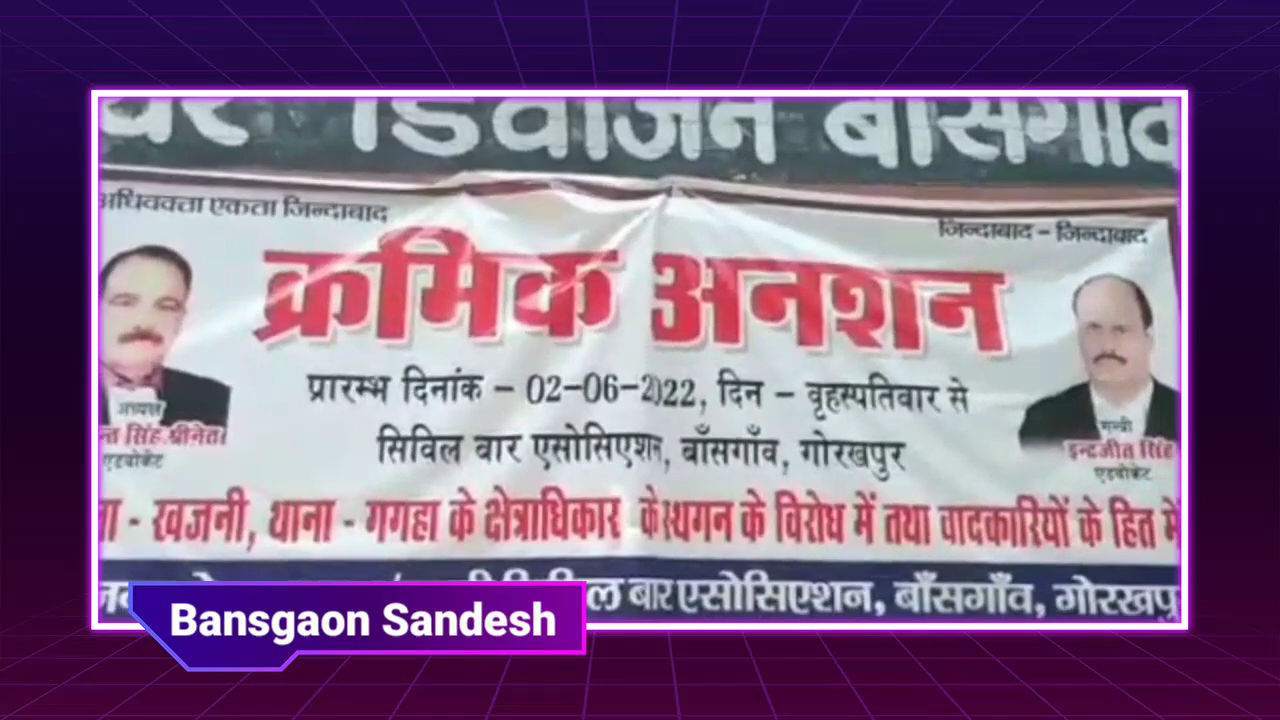 डिवीजन बाँसगाँव
अधिवक्ता एकता जिन्दाबाद
जिन्दाबाद - जिन्दाबाद
क्रमिक अनशन
प्रारम्भ दिनांक - 02-06-2022, दिन - वृहस्पतिवार से
सिविल बार एसोसिएशन, बाँसगाँव, गोरखपुर
अध्यक्ष
सिंह श्रीनेत
एडवोकेट
मन्त्री
इन्द्रजीत सिंह
एडवोकेट
- खजनी, थाना - गगहा के क्षेत्राधिकार के स्थगन के विरोध में तथा वादकारियों के हित में
बार एसोसिएशन, बाँसगाँव, गोरखपुर
Bansgaon Sandesh